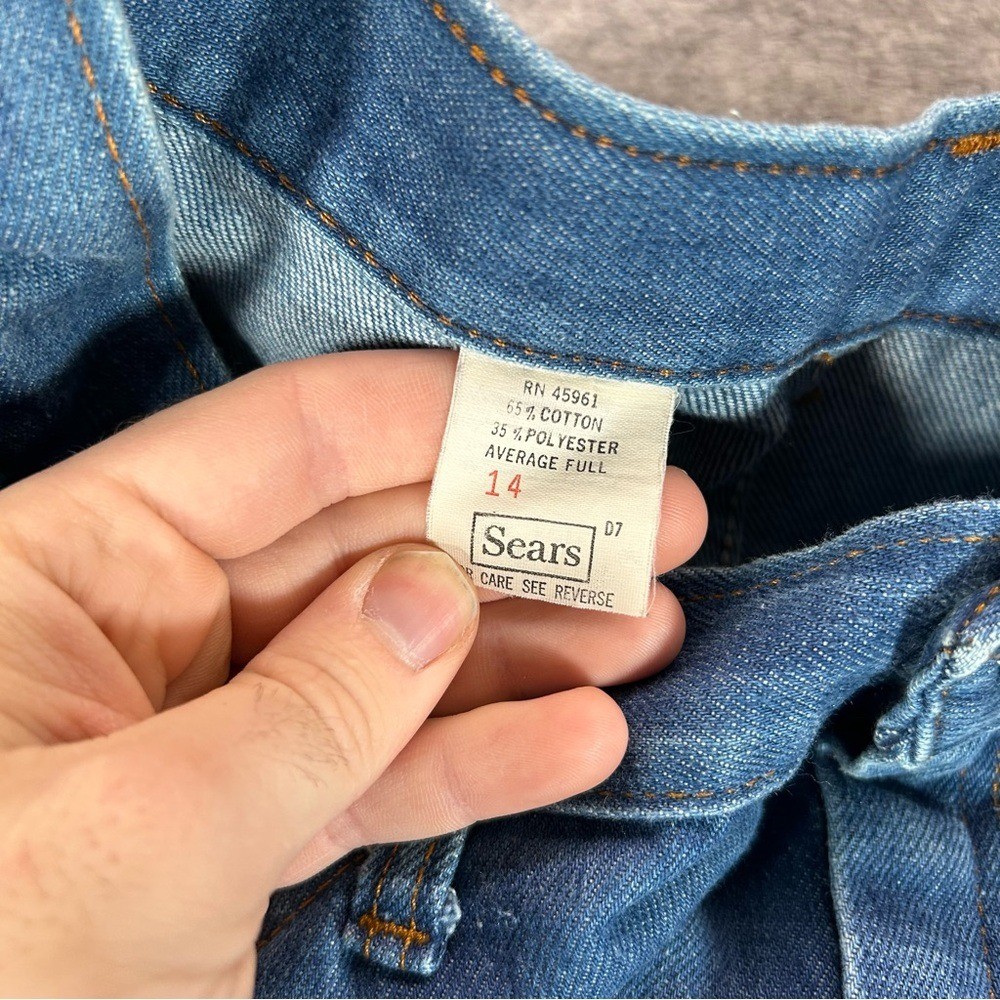 RN 45961
65% COTTON
35% POLYESTER
AVERAGE FULL
14
D7
Sears
CARE SEE REVERSE